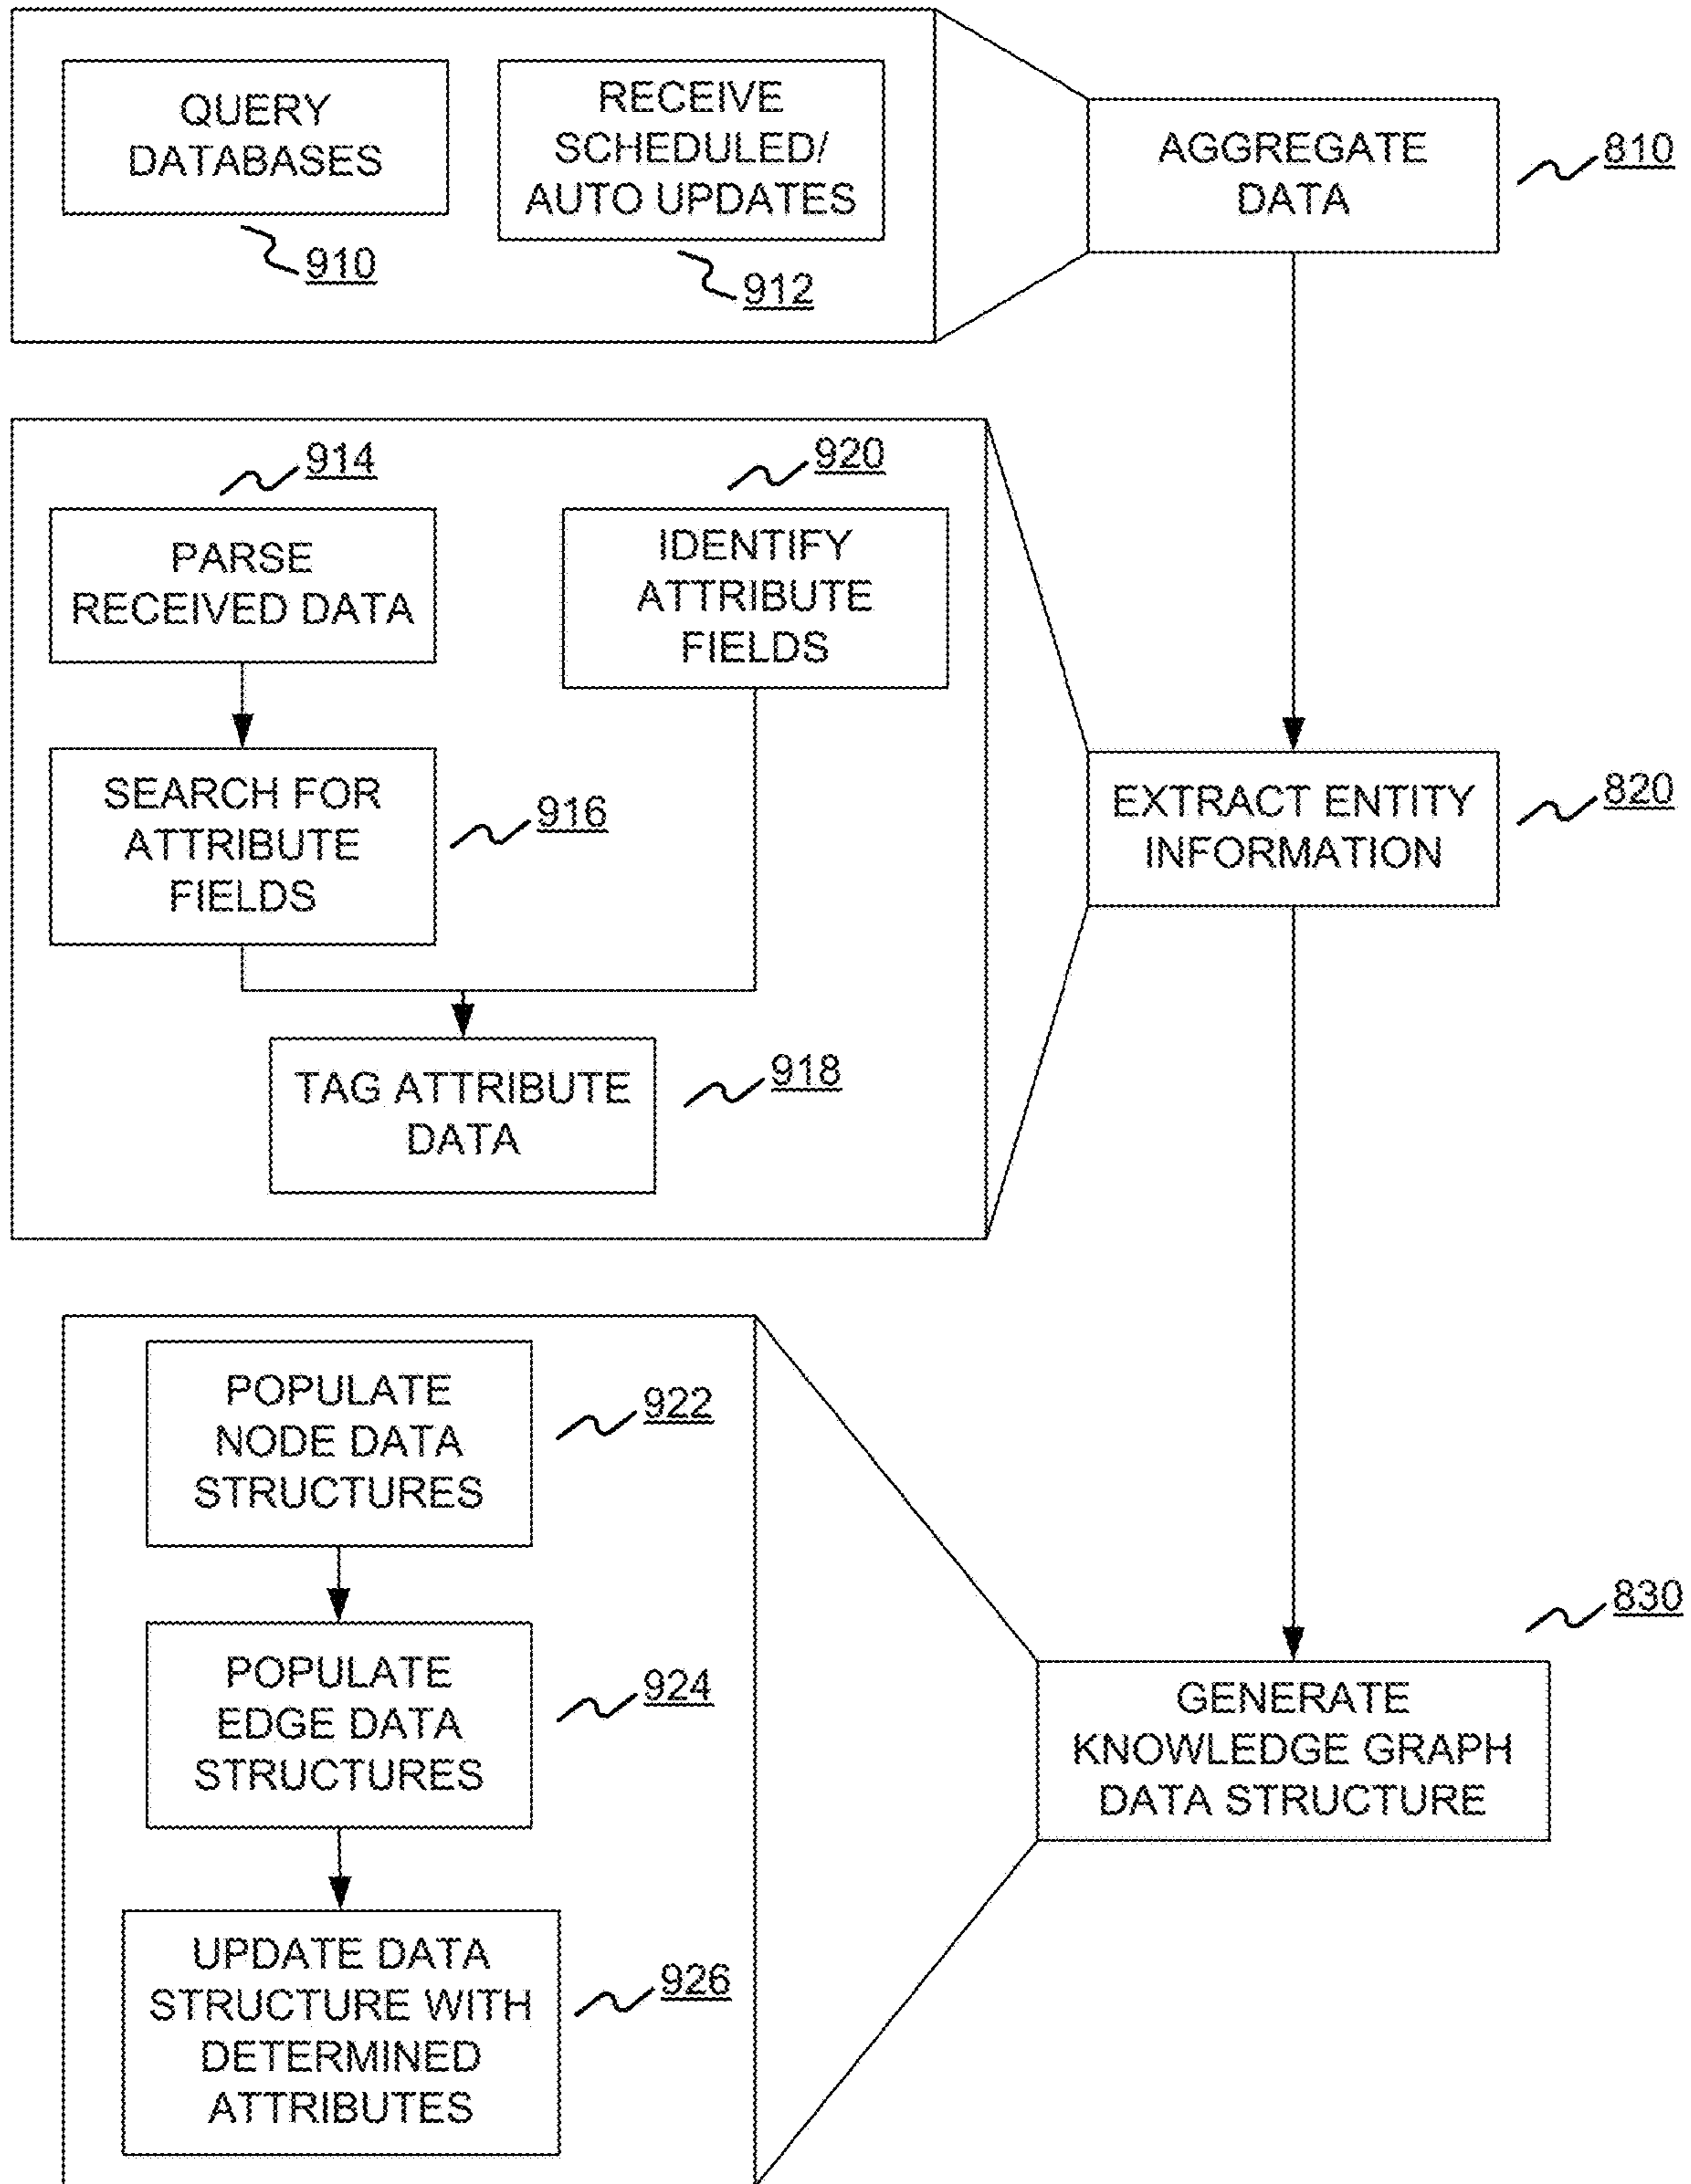 QUERY
DATABASES
910
RECEIVE
SCHEDULED/
AUTO UPDATES
912
AGGREGATE
DATA
810
914
PARSE
RECEIVED DATA
920
IDENTIFY
ATTRIBUTE
FIELDS
SEARCH FOR
ATTRIBUTE
FIELDS
916
TAG ATTRIBUTE
DATA
918
EXTRACT ENTITY
INFORMATION
820
POPULATE
NODE DATA
STRUCTURES
922
POPULATE
EDGE DATA
STRUCTURES
924
UPDATE DATA
STRUCTURE WITH
DETERMINED
ATTRIBUTES
926
830
GENERATE
KNOWLEDGE GRAPH
DATA STRUCTURE